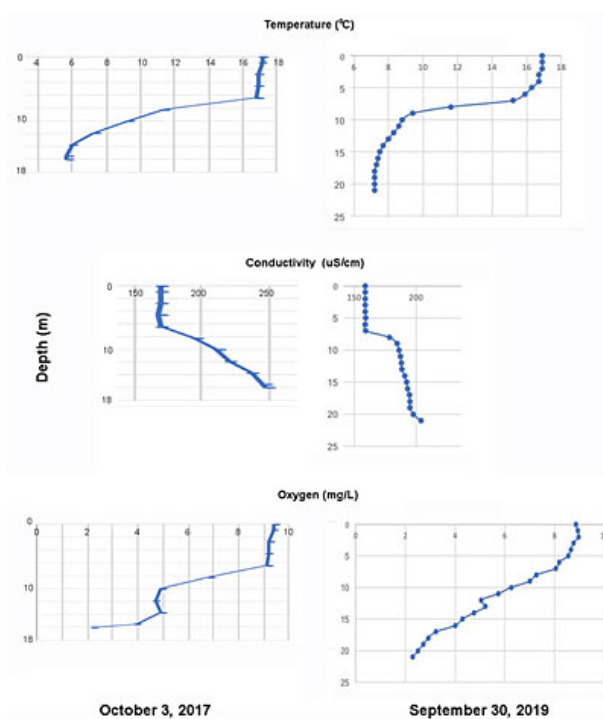 Temperature (⁰C)
4 6 8 10 12 14 16 18
0
10
18
6 8 10 12 14 16 18
0
5
10
15
20
25
Conductivity (uS/cm)
Depth (m)
150 200 250
0
10
18
150 200
0
5
10
15
20
25
Oxygen (mg/L)
0 2 4 6 8 10
0
10
18
0 2 4 6 8 10
0
5
10
15
20
25
October 3, 2017 September 30, 2019